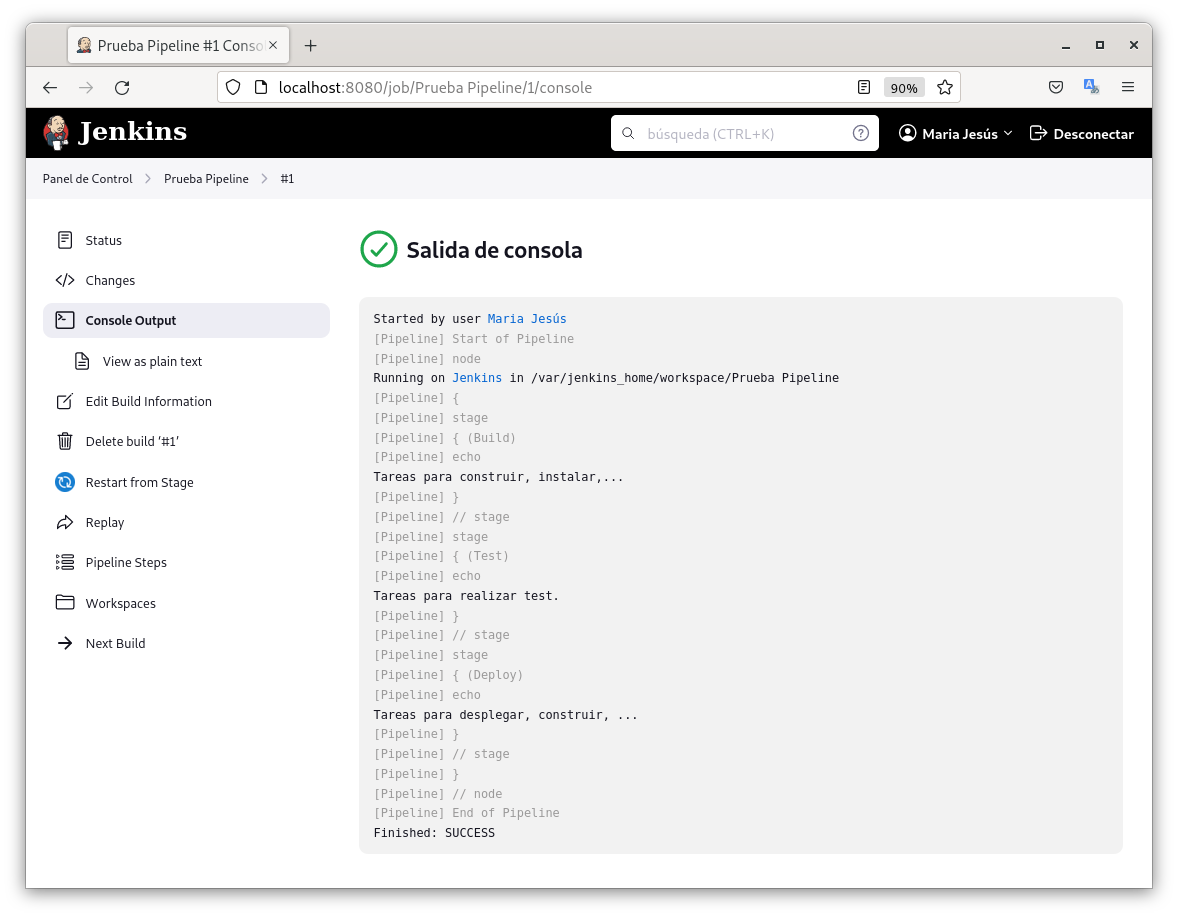 Prueba Pipeline #1 Conso
localhost:8080/job/Prueba Pipeline/1/console
90%
Jenkins
búsqueda (CTRL+K)
Maria Jesús
Desconectar
Panel de Control
Prueba Pipeline
#1
Status
Changes
Console Output
View as plain text
Edit Build Information
Delete build ‘#1’
Restart from Stage
Replay
Pipeline Steps
Workspaces
Next Build
Salida de consola
Started by user Maria Jesús
[Pipeline] Start of Pipeline
[Pipeline] node
Running on Jenkins in /var/jenkins_home/workspace/Prueba Pipeline
[Pipeline] {
[Pipeline] stage
[Pipeline] { (Build)
[Pipeline] echo
Tareas para construir, instalar,...
[Pipeline] }
[Pipeline] // stage
[Pipeline] stage
[Pipeline] { (Test)
[Pipeline] echo
Tareas para realizar test.
[Pipeline] }
[Pipeline] // stage
[Pipeline] stage
[Pipeline] { (Deploy)
[Pipeline] echo
Tareas para desplegar, construir, ...
[Pipeline] }
[Pipeline] // stage
[Pipeline] }
[Pipeline] // node
[Pipeline] End of Pipeline
Finished: SUCCESS